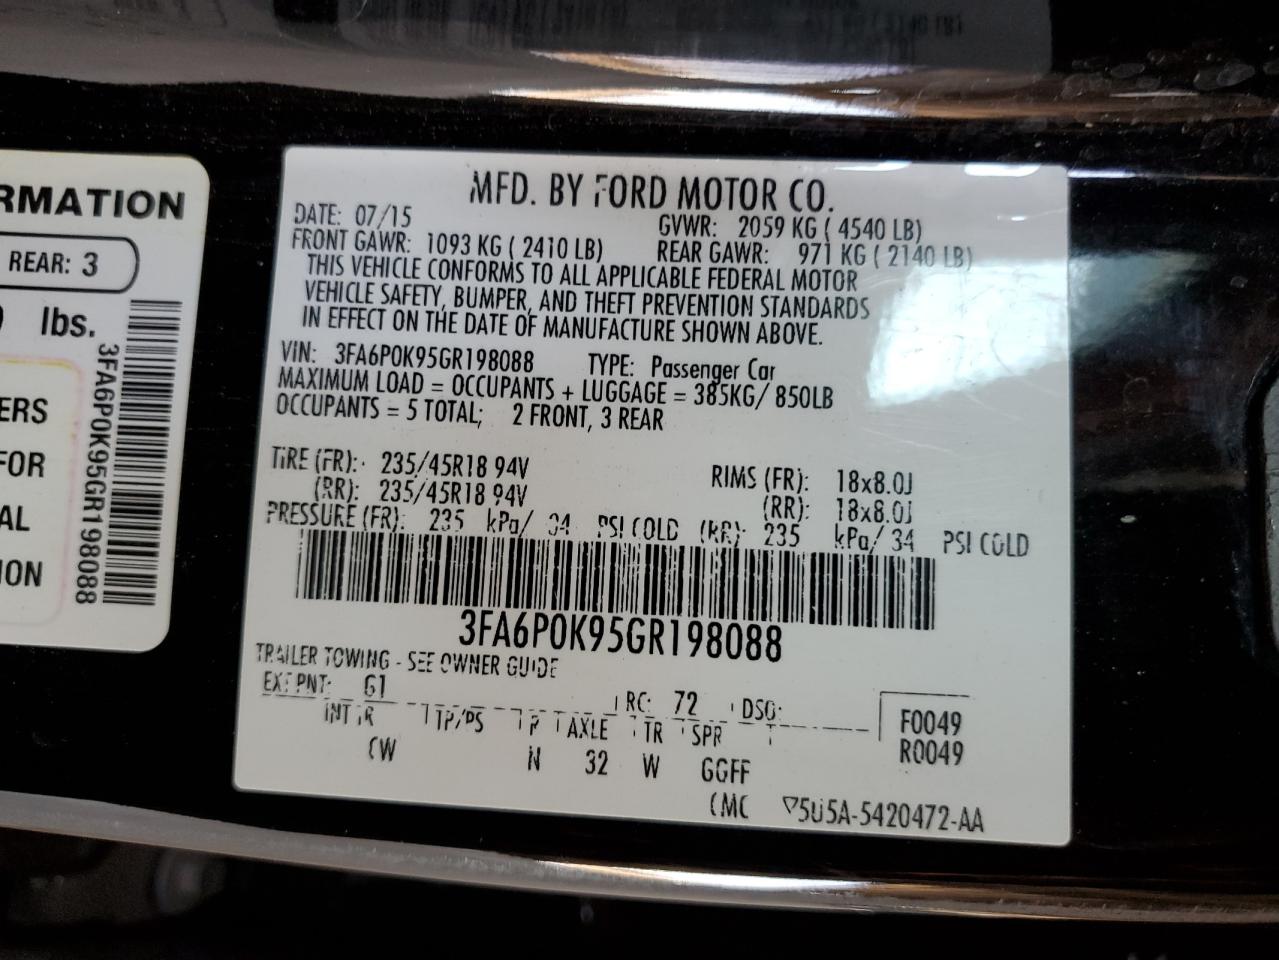 RMATION
REAR: 3
lbs.
ERS
FOR
AL
ION
3FA6P0K95GR198088
MFD. BY FORD MOTOR CO.
DATE: 07/15 GVWR: 2059 KG ( 4540 LB)
FRONT GAWR: 1093 KG ( 2410 LB) REAR GAWR: 971 KG ( 2140 LB)
THIS VEHICLE CONFORMS TO ALL APPLICABLE FEDERAL MOTOR
VEHICLE SAFETY, BUMPER, AND THEFT PREVENTION STANDARDS
IN EFFECT ON THE DATE OF MANUFACTURE SHOWN ABOVE.
VIN: 3FA6P0K95GR198088 TYPE: Passenger Car
MAXIMUM LOAD = OCCUPANTS + LUGGAGE = 385KG/ 850LB
OCCUPANTS = 5 TOTAL; 2 FRONT, 3 REAR
TIRE (FR): 235/45R18 94V RIMS (FR): 18x8.0J
(RR): 235/45R18 94V (RR): 18x8.0J
PRESSURE (FR): 235 kPa/ 34 PSI COLD (RR): 235 kPa/ 34 PSI COLD
3FA6P0K95GR198088
TRAILER TOWING - SEE OWNER GUIDE
EXT PNT: G1 RC: 72 DSO:
INT TR TP/PS R AXLE TR SPR F0049
CW N 32 W GGFF R0049
5U5A-5420472-AA